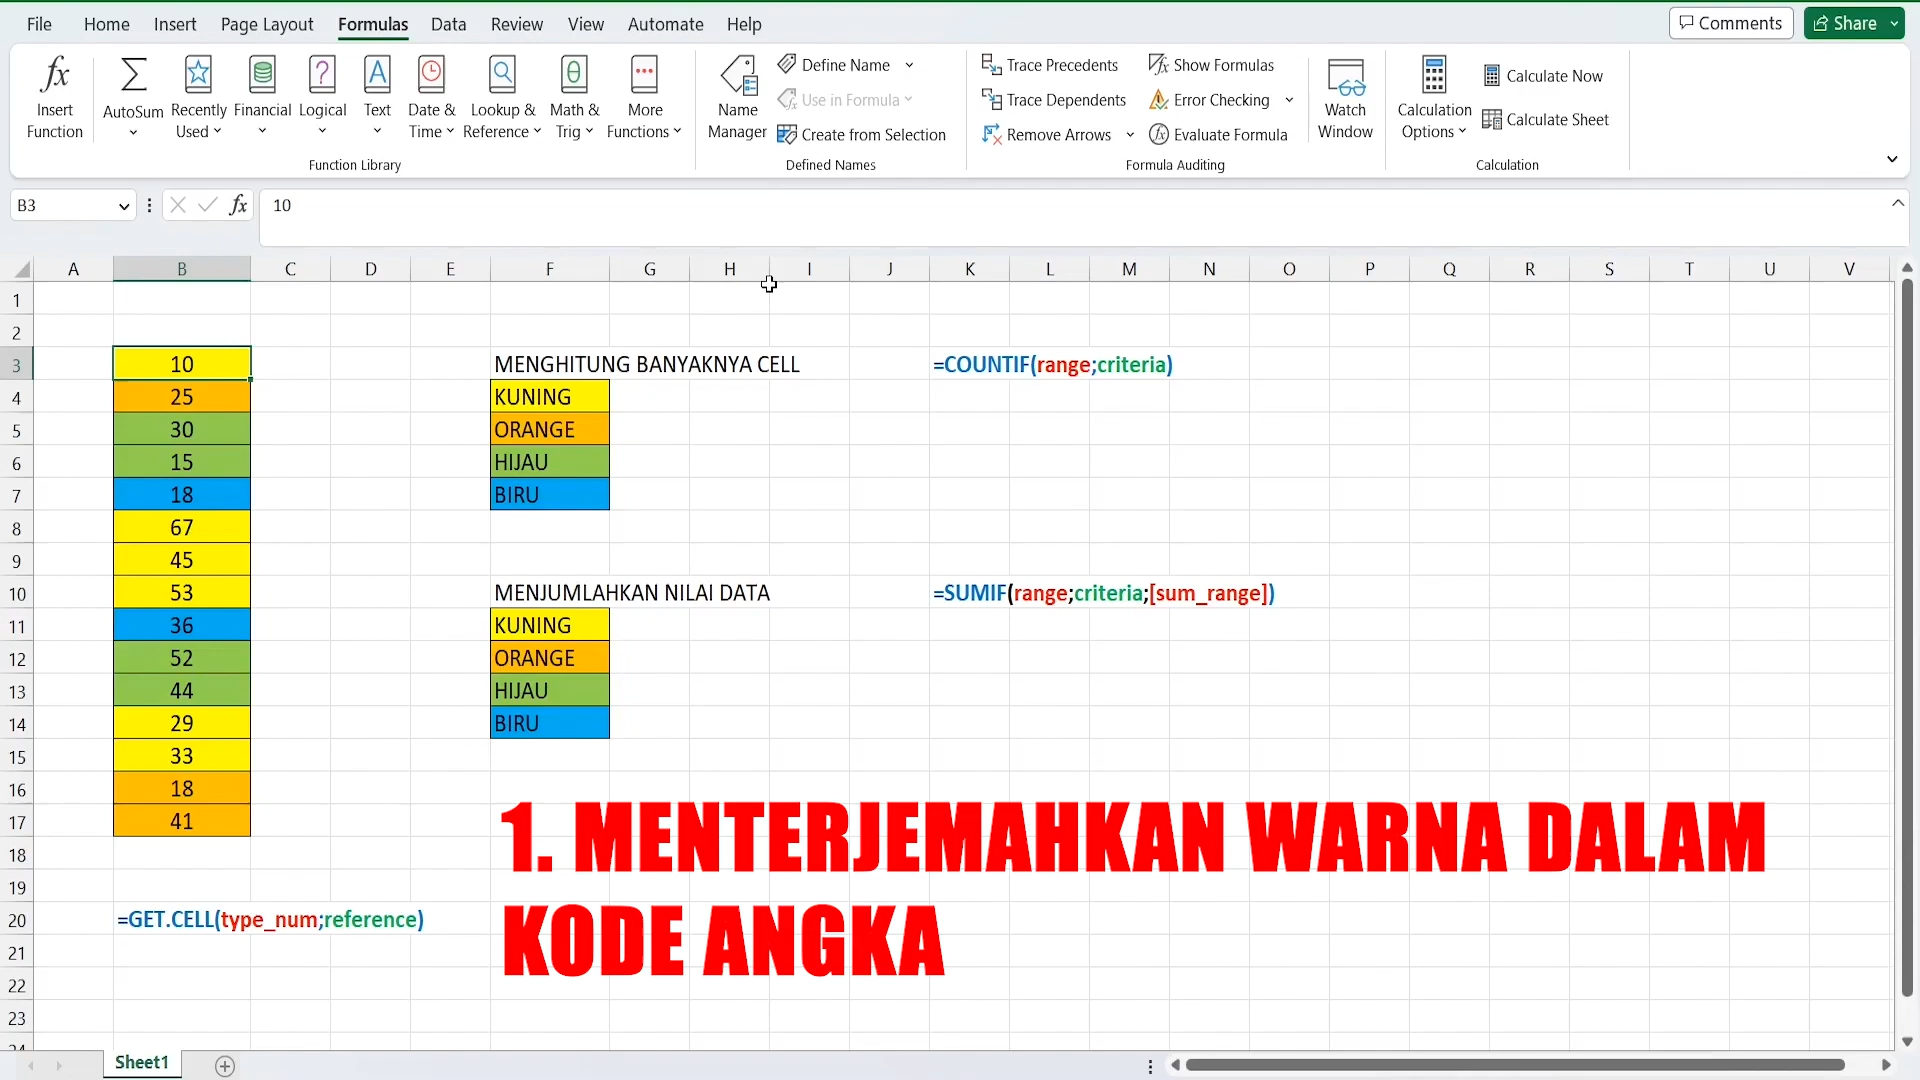 File Home Insert Page Layout Formulas Data Review View Automate Help Comments Share
Insert Function
AutoSum
Recently Used
Financial
Logical
Text
Date & Time
Lookup & Reference
Math & Trig
More Functions
Function Library
Name Manager
Define Name
Use in Formula
Create from Selection
Defined Names
Trace Precedents
Trace Dependents
Remove Arrows
Show Formulas
Error Checking
Evaluate Formula
Formula Auditing
Watch Window
Calculation Options
Calculate Now
Calculate Sheet
Calculation
B3 fx 10
A B C D E F G H I J K L M N O P Q R S T U V
1
2
3 10 MENGHITUNG BANYAKNYA CELL =COUNTIF(range;criteria)
4 25 KUNING
5 30 ORANGE
6 15 HIJAU
7 18 BIRU
8 67
9 45
10 53 MENJUMLAHKAN NILAI DATA =SUMIF(range;criteria;[sum_range])
11 36 KUNING
12 52 ORANGE
13 44 HIJAU
14 29 BIRU
15 33
16 18
17 41
18
19
20 =GET.CELL(type_num;reference)
21
22
23
1. MENTERJEMAHKAN WARNA DALAM
KODE ANGKA
Sheet1